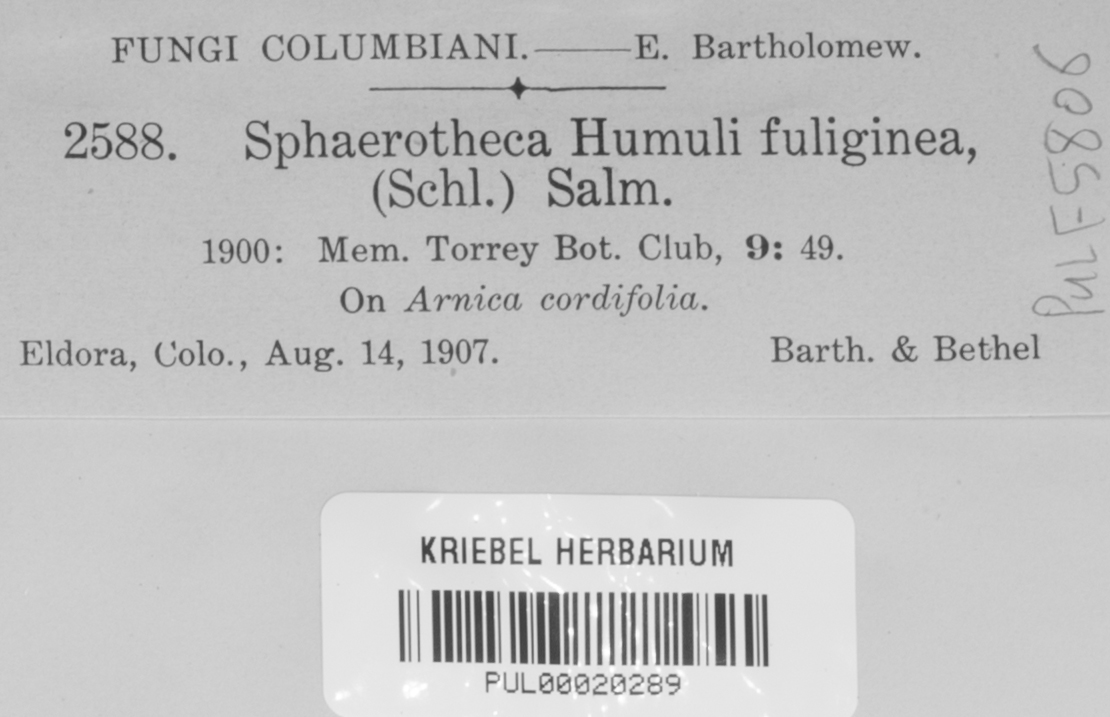 FUNGI COLUMBIANI.——E. Bartholomew.
2588. Sphaerotheca Humuli fuliginea,
(Schl.) Salm.
1900: Mem. Torrey Bot. Club, 9: 49.
On Arnica cordifolia.
Eldora, Colo., Aug. 14, 1907. Barth. & Bethel
PUL F5806
KRIEBEL HERBARIUM
PUL00020289